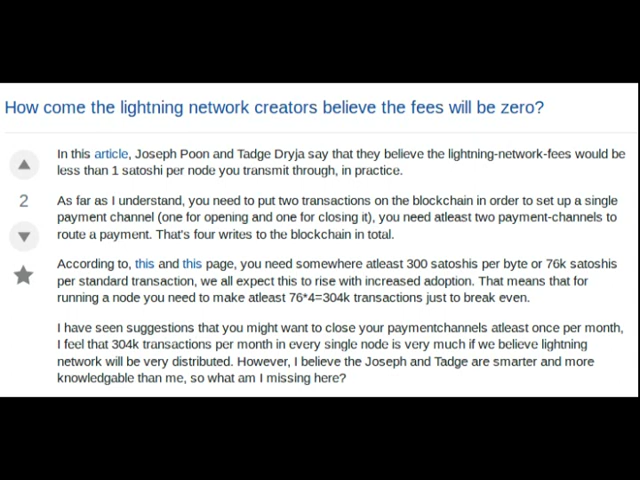 How come the lightning network creators believe the fees will be zero?
In this article, Joseph Poon and Tadge Dryja say that they believe the lightning-network-fees would be
less than 1 satoshi per node you transmit through, in practice.
2
As far as I understand, you need to put two transactions on the blockchain in order to set up a single
payment channel (one for opening and one for closing it), you need atleast two payment-channels to
route a payment. That's four writes to the blockchain in total.
According to, this and this page, you need somewhere atleast 300 satoshis per byte or 76k satoshis
per standard transaction, we all expect this to rise with increased adoption. That means that for
running a node you need to make atleast 76*4=304k transactions just to break even.
I have seen suggestions that you might want to close your paymentchannels atleast once per month,
I feel that 304k transactions per month in every single node is very much if we believe lightning
network will be very distributed. However, I believe the Joseph and Tadge are smarter and more
knowledgable than me, so what am I missing here?